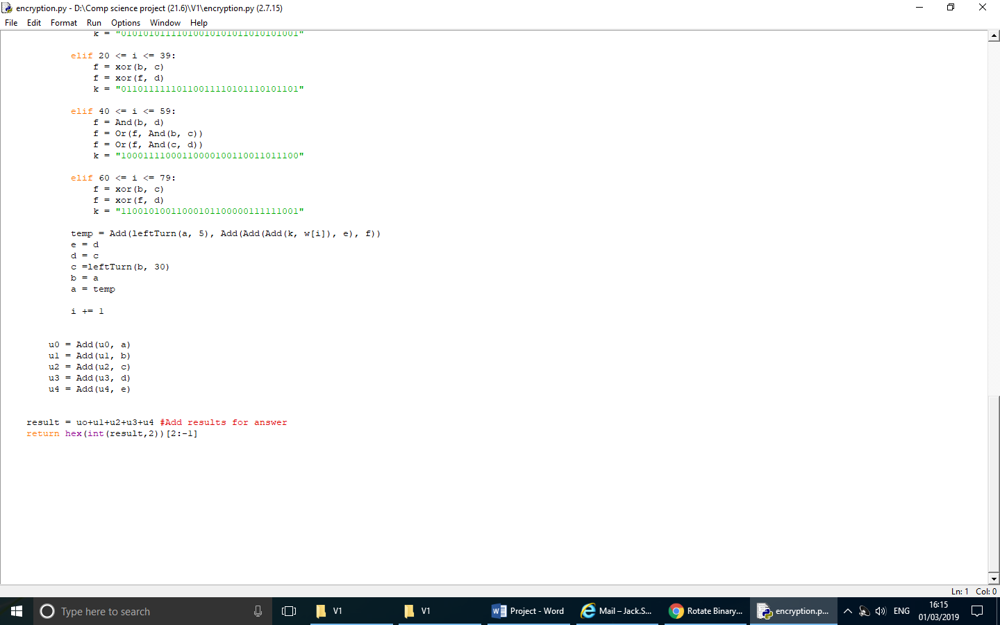 encryption.py - D:\Comp science project (21.6)\V1\encryption.py (2.7.15)
File Edit Format Run Options Window Help
k = "01010101111010010101011010101001"
elif 20 <= i <= 39:
f = xor(b, c)
f = xor(f, d)
k = "01101111110110011110101110101101"
elif 40 <= i <= 59:
f = And(b, d)
f = Or(f, And(b, c))
f = Or(f, And(c, d))
k = "10001111000110000100110011011100"
elif 60 <= i <= 79:
f = xor(b, c)
f = xor(f, d)
k = "11001010011000101100000111111001"
temp = Add(leftTurn(a, 5), Add(Add(Add(k, w[i]), e), f))
e = d
d = c
c =leftTurn(b, 30)
b = a
a = temp
i += 1
u0 = Add(u0, a)
u1 = Add(u1, b)
u2 = Add(u2, c)
u3 = Add(u3, d)
u4 = Add(u4, e)
result = uo+u1+u2+u3+u4 #Add results for answer
return hex(int(result,2))[2:-1]
Ln: 1 Col: 0
Type here to search
V1
V1
Project - Word
Mail – Jack.S...
Rotate Binary...
encryption.p...
ENG
16:15
01/03/2019